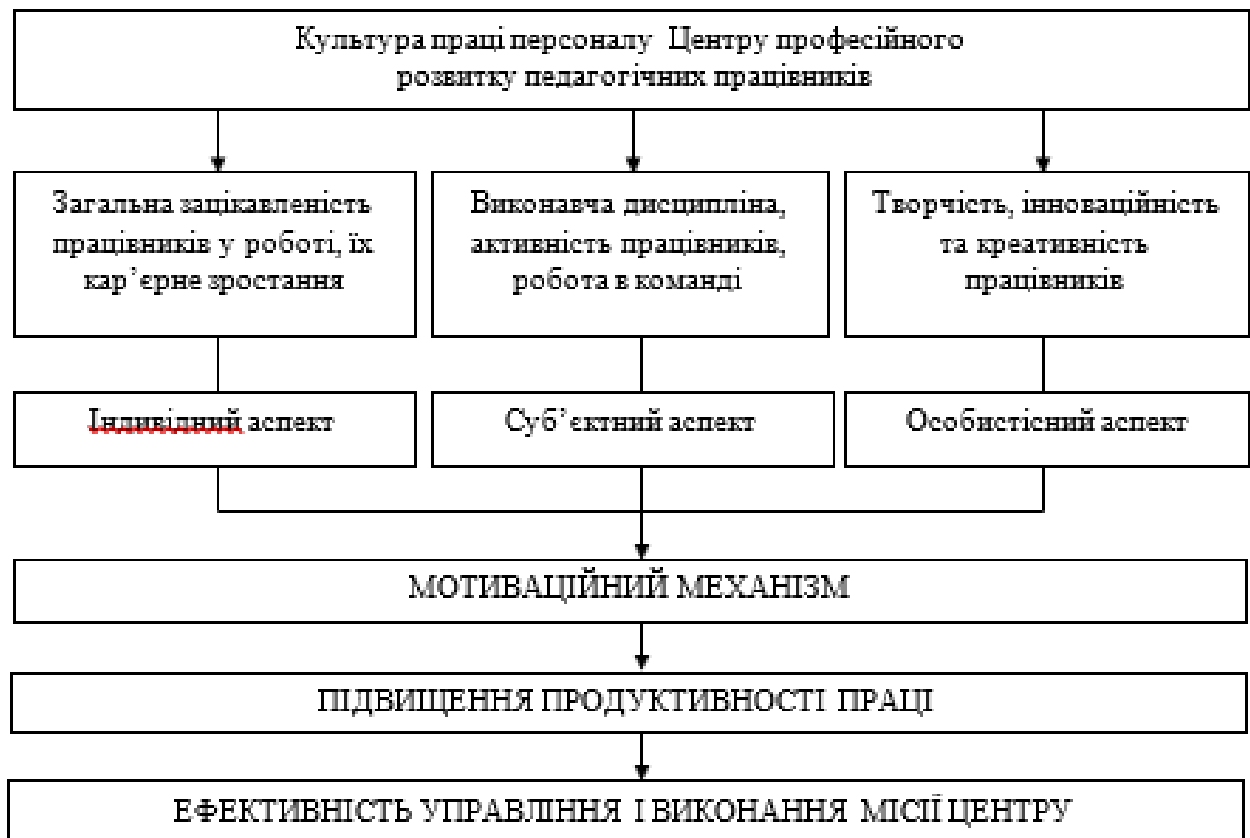 Культура праці персоналу Центру професійного
розвитку педагогічних працівників
Загальна зацікавленість
працівників у роботі, їх
кар’єрне зростання
Виконавча дисципліна,
активність працівників,
робота в команді
Творчість, інноваційність
та креативність
працівників
Індивідний аспект
Суб’єктний аспект
Особистісний аспект
МОТИВАЦІЙНИЙ МЕХАНІЗМ
ПІДВИЩЕННЯ ПРОДУКТИВНОСТІ ПРАЦІ
ЕФЕКТИВНІСТЬ УПРАВЛІННЯ І ВИКОНАННЯ МІСІЇ ЦЕНТРУ